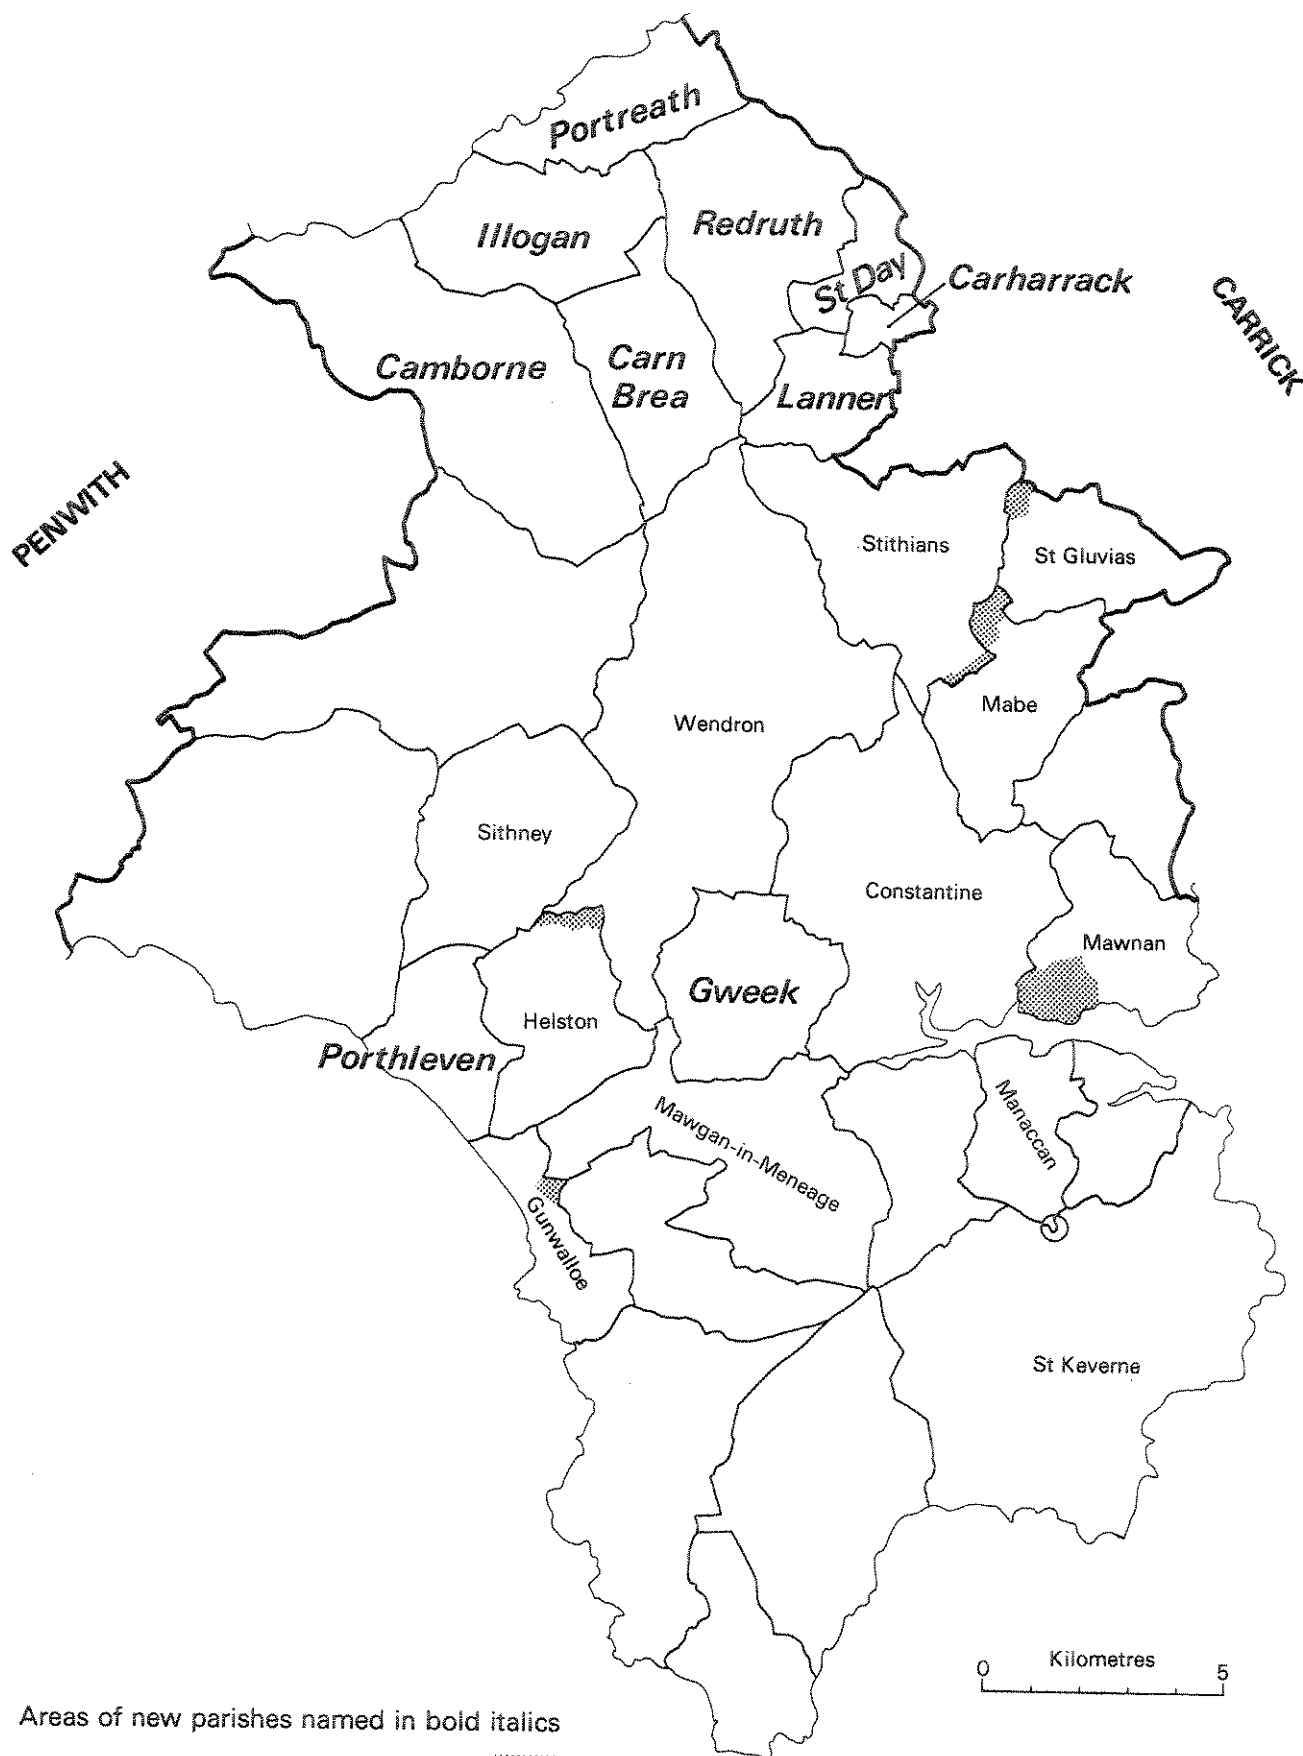 Portreath
Illogan
Redruth
St Day
Carharrack
CARRICK
Camborne
Carn
Brea
Lanner
PENWITH
Stithians
St Gluvias
Mabe
Wendron
Sithney
Constantine
Mawnan
Gweek
Helston
Porthleven
Manaccan
Mawgan-in-Meneage
Gunwalloe
St Keverne
Kilometres
0 5
Areas of new parishes named in bold italics